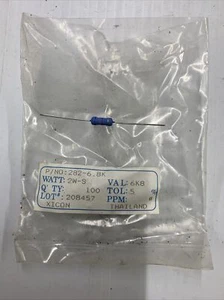 P/NO:282-6.8K
WATT:2W-S VAL:6K8
Q'TY: 100 TOL:5
LOT#:208457 PPM:
XICON THAILAND